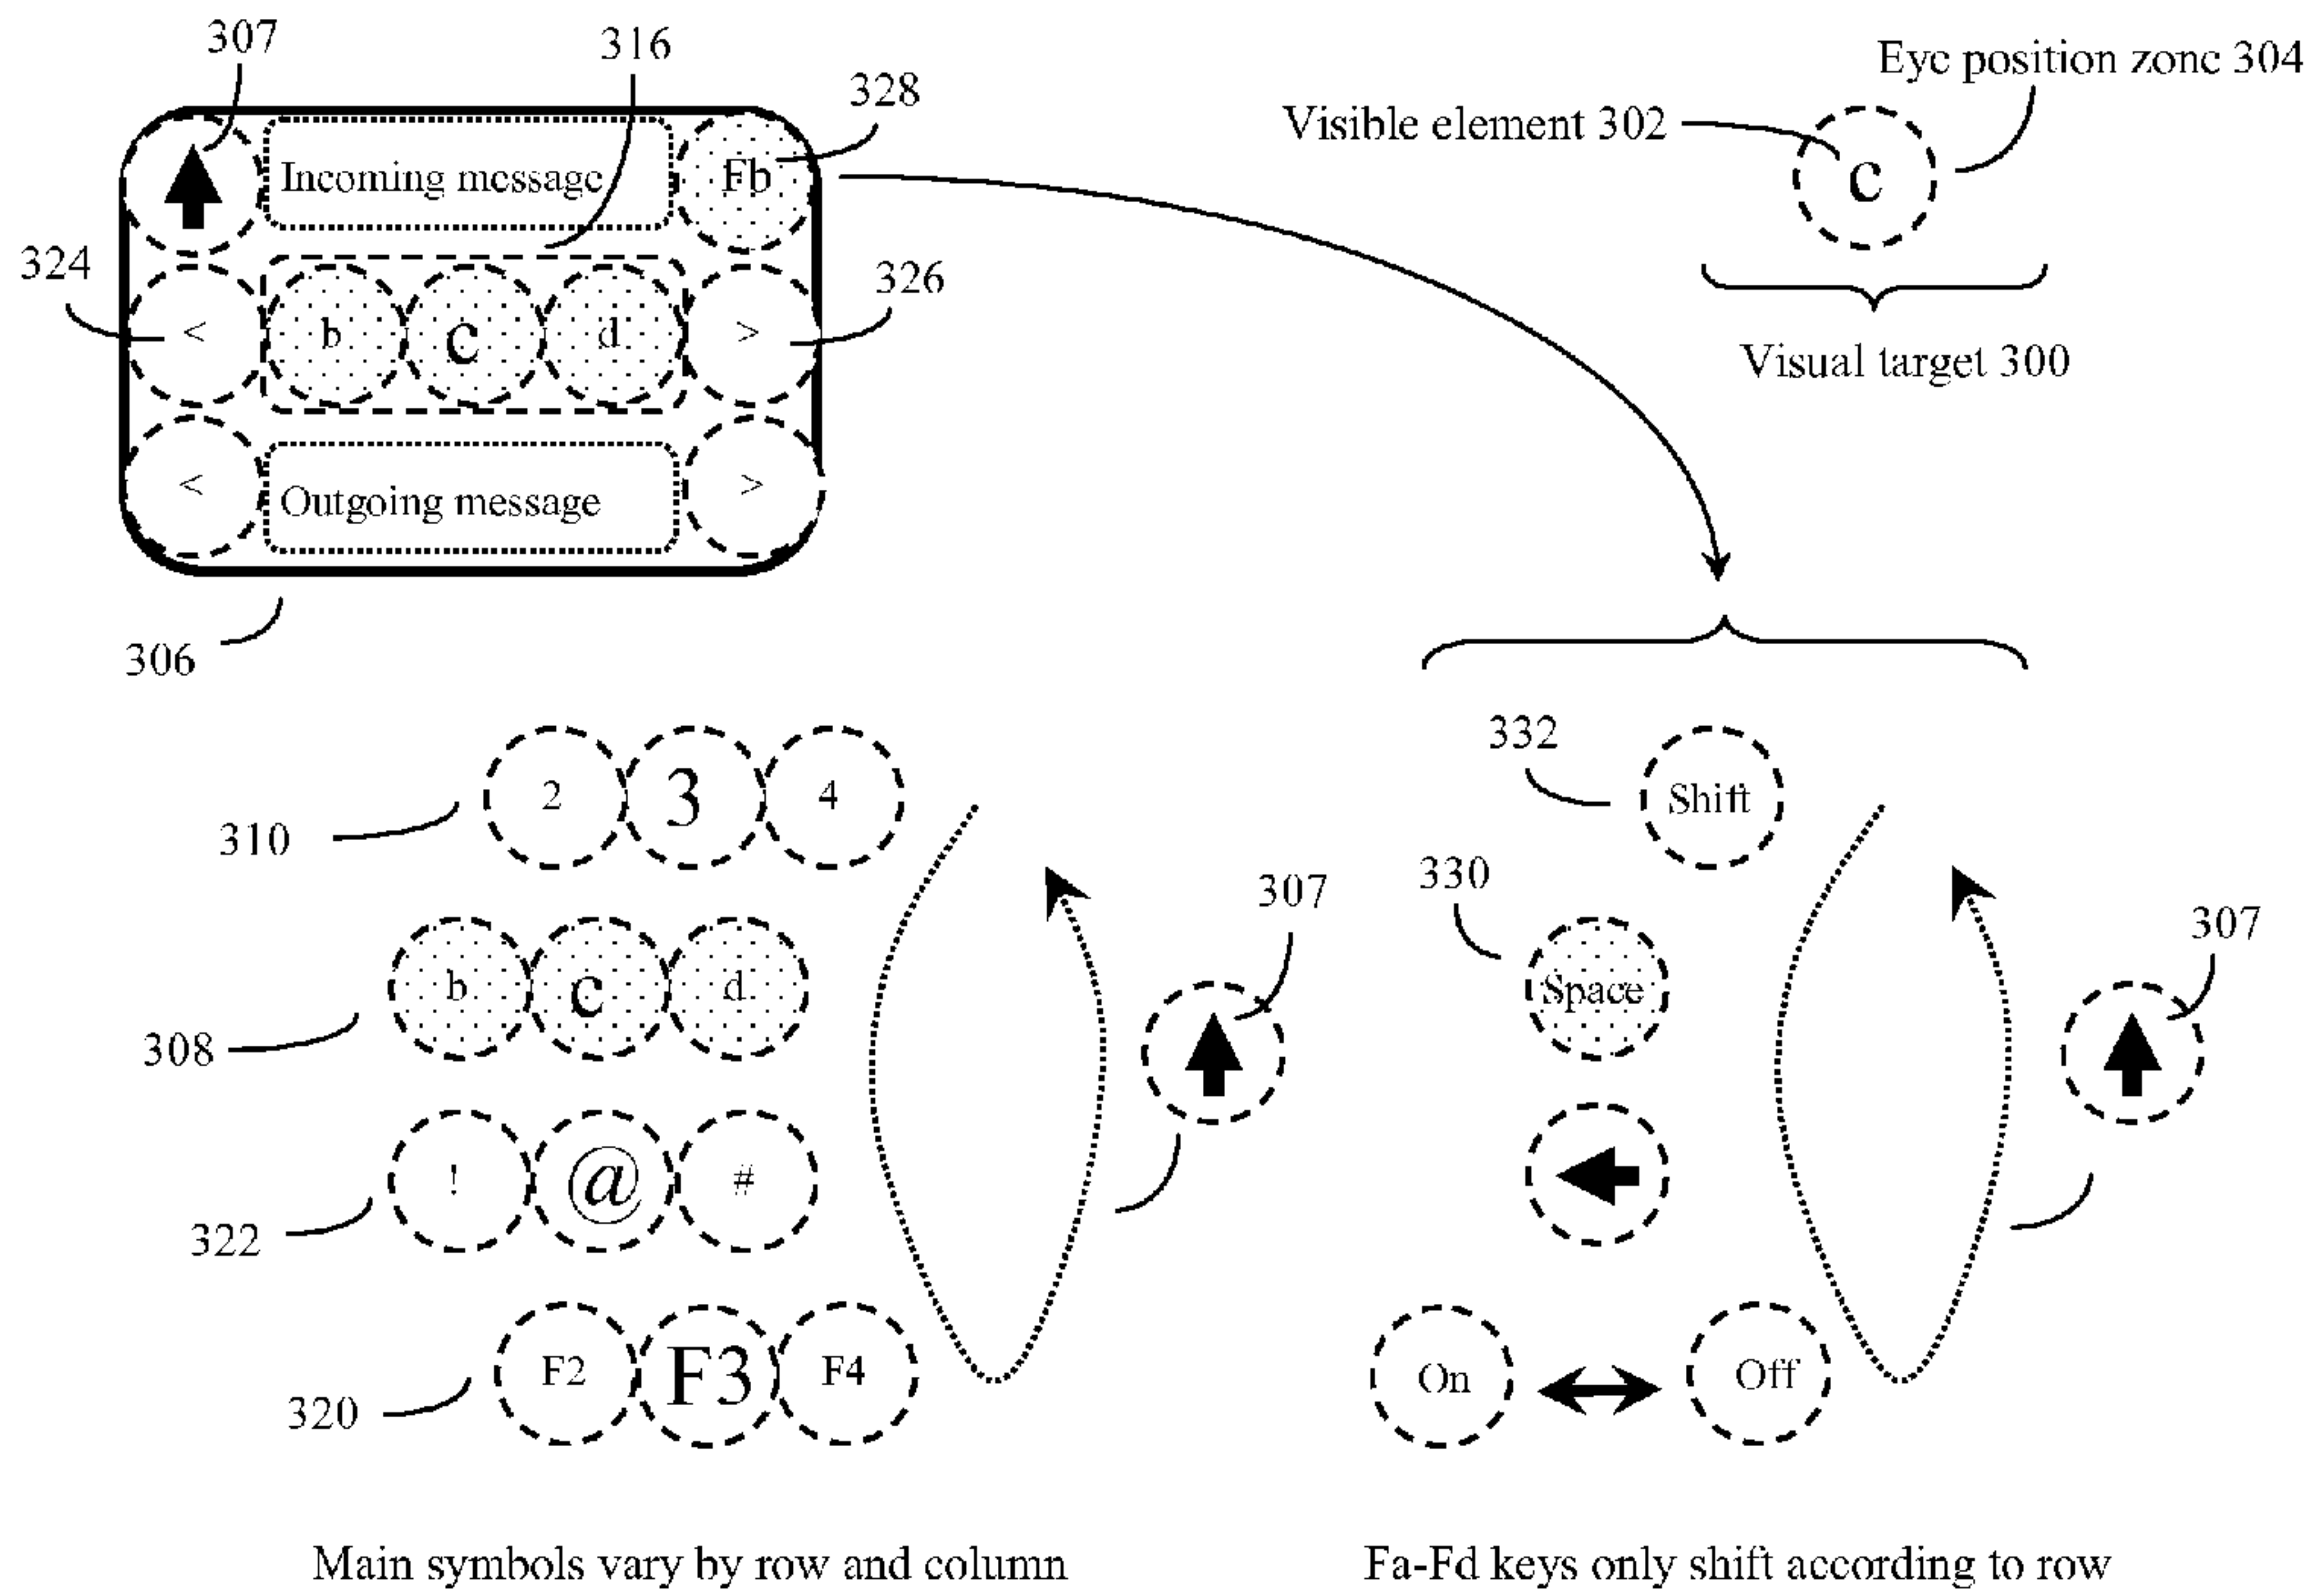 307
316
328
Eye position zone 304
Visible element 302
c
Incoming message
Fb
324
326
<
b
c
d
>
Visual target 300
<
Outgoing message
>
306
332
2
3
4
Shift
310
330
307
307
b
c
d
Space
308
!
@
#
322
F2
F3
F4
On
Off
320
Main symbols vary by row and column
Fa-Fd keys only shift according to row